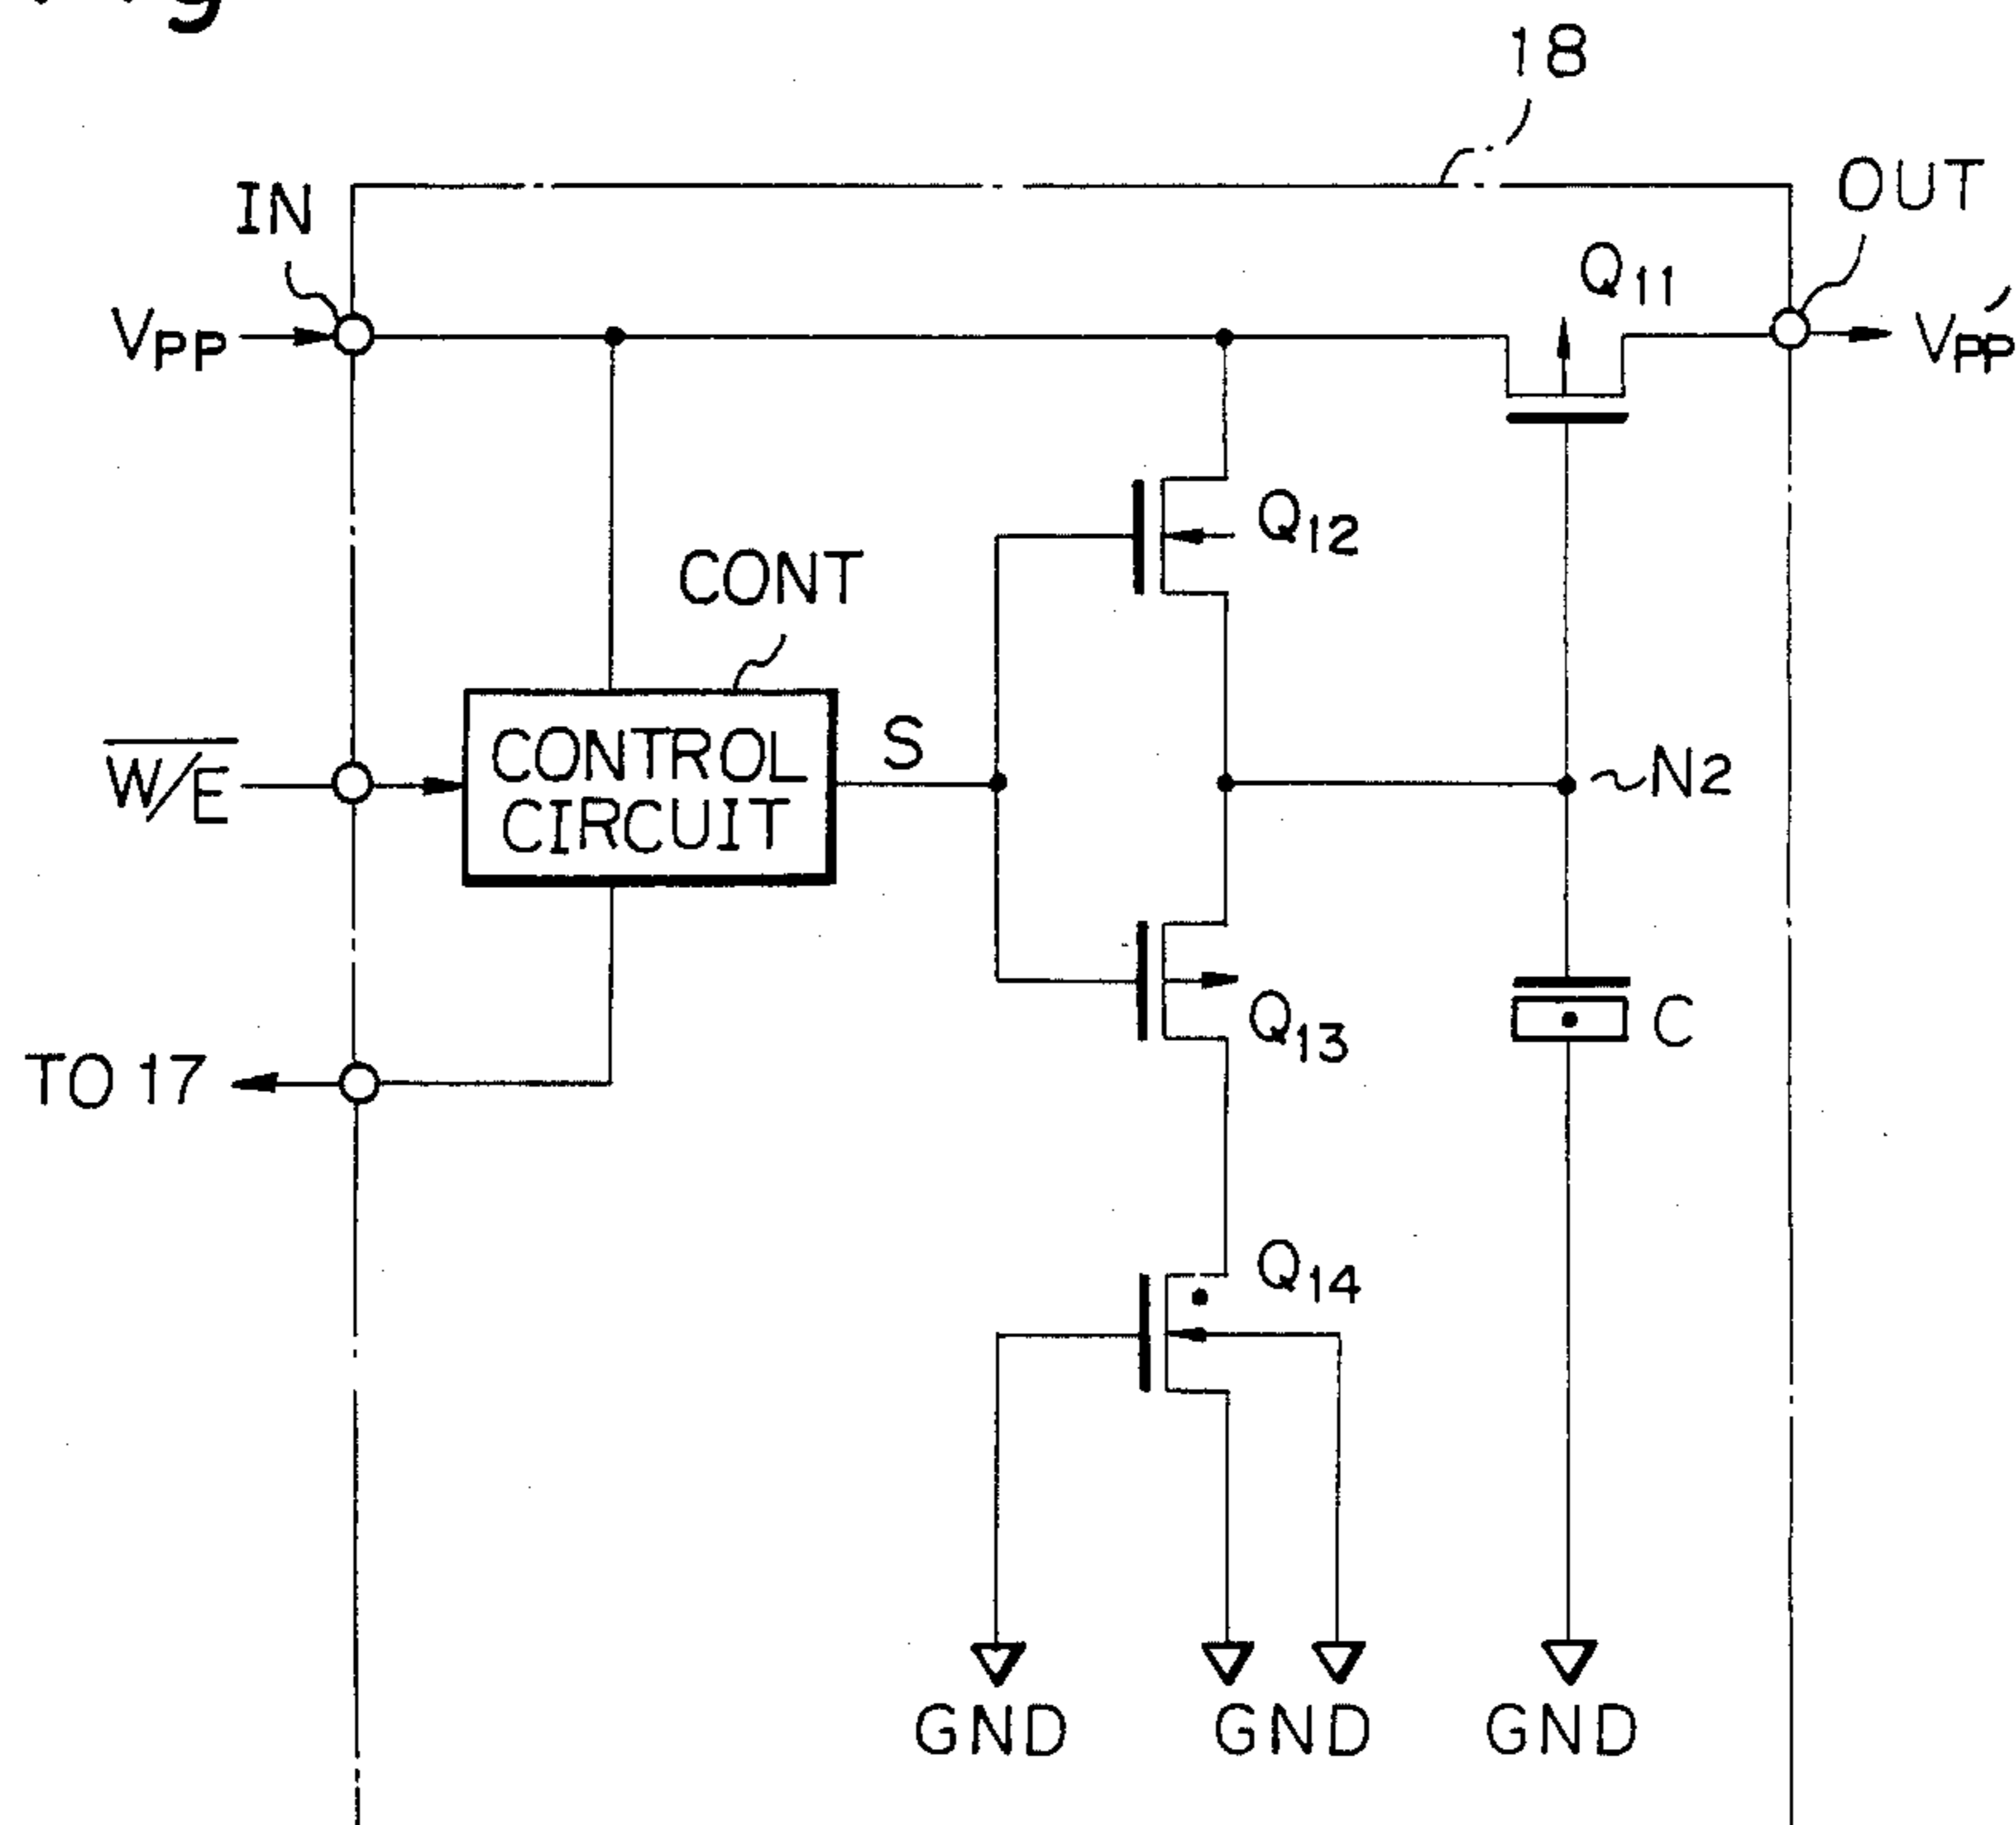 18
IN
OUT
Q11
VPP
VPP'
Q12
CONT
W/E
CONTROL
CIRCUIT
S
N2
Q13
C
TO 17
Q14
GND
GND
GND